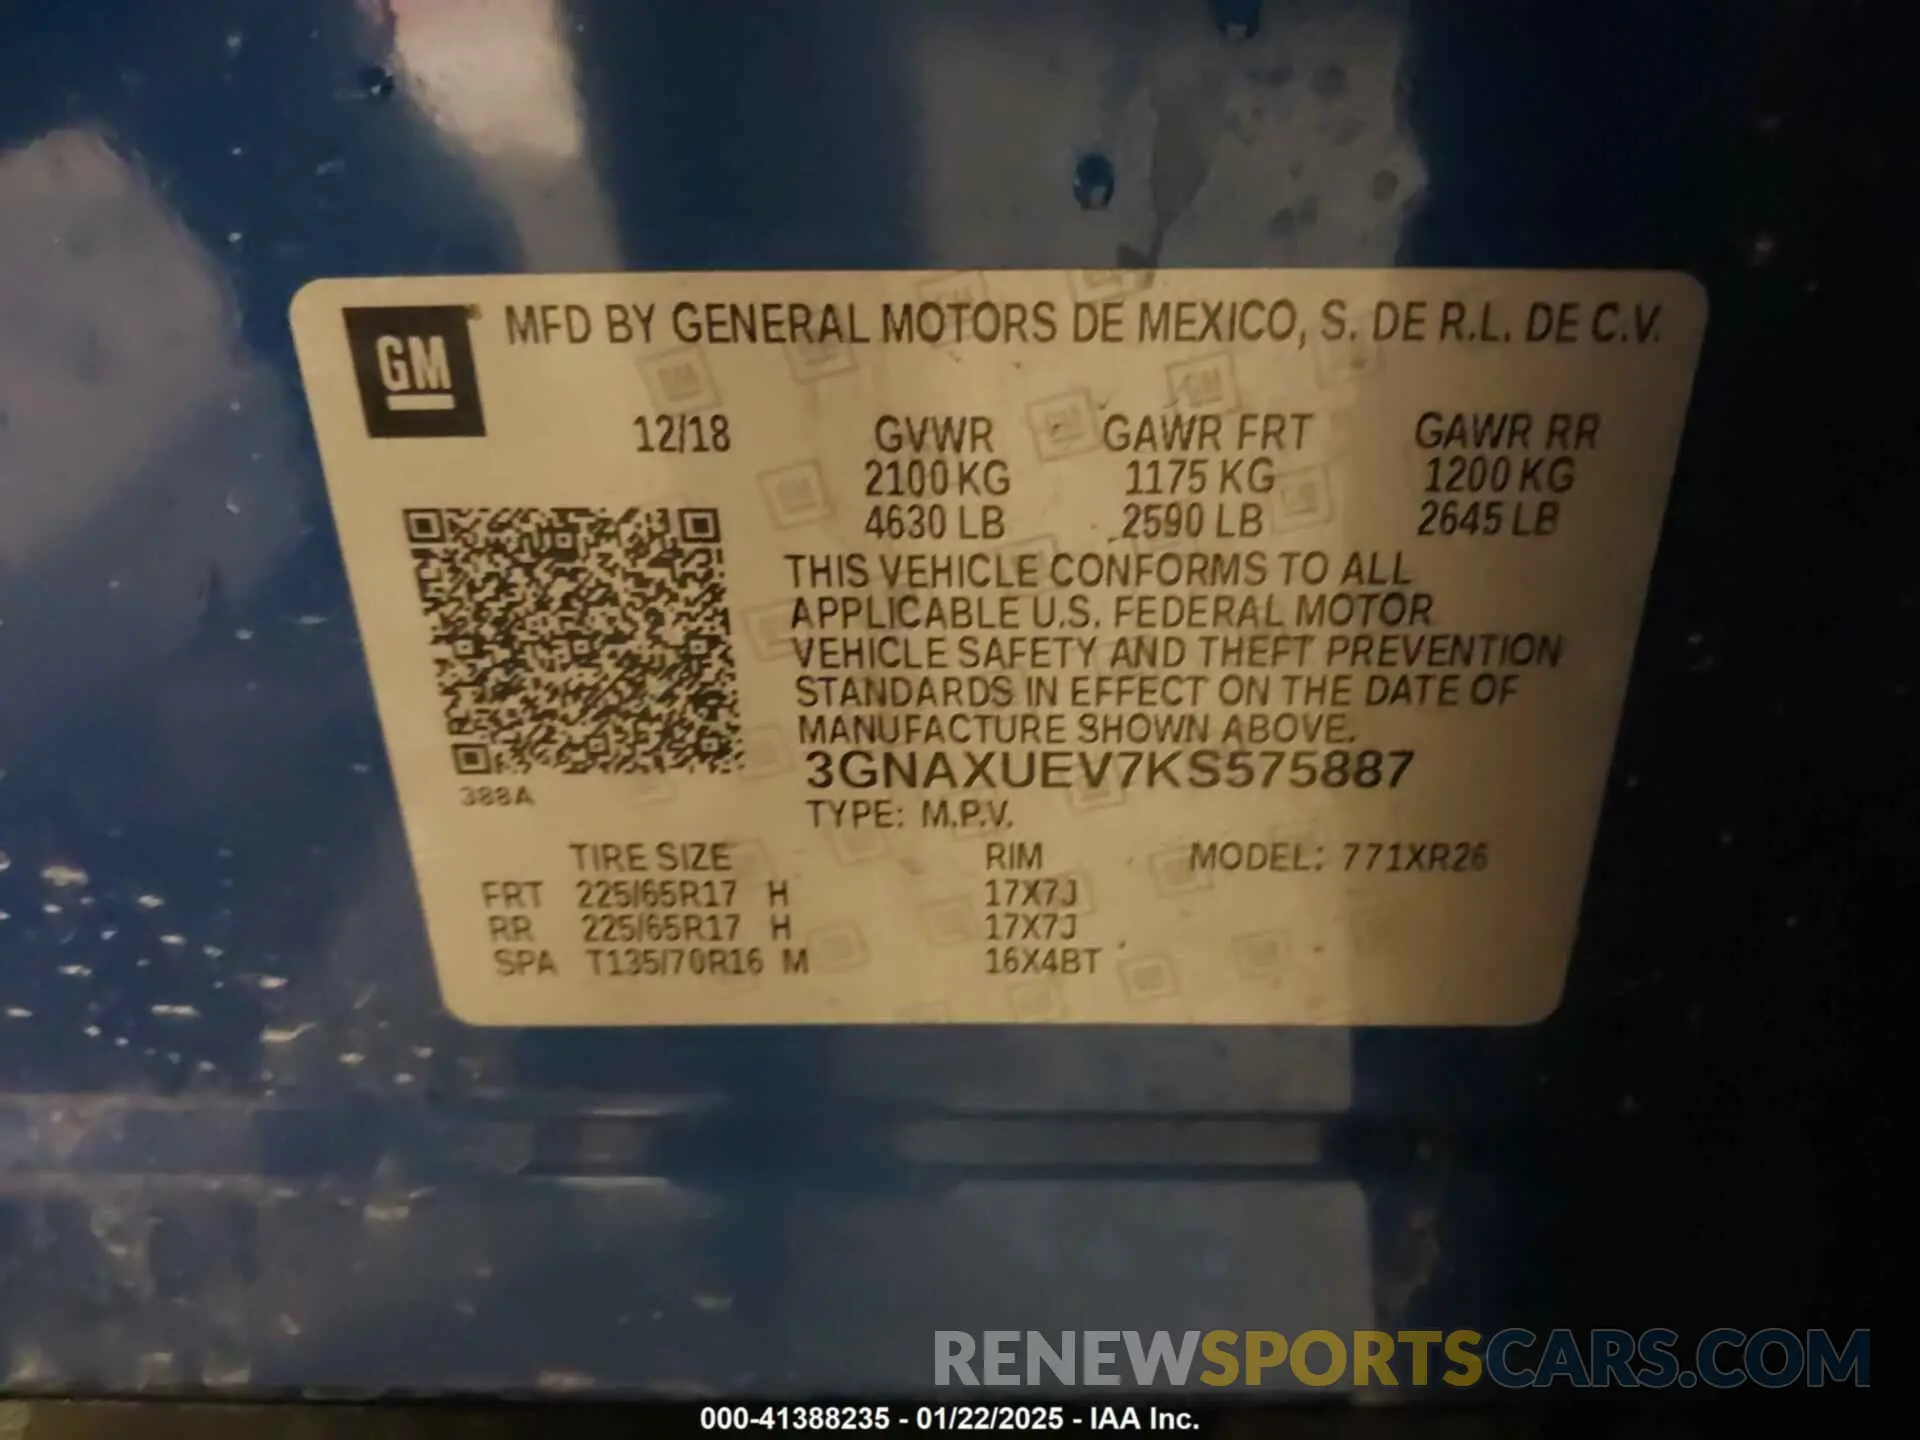 GM MFD BY GENERAL MOTORS DE MEXICO, S. DE R.L. DE C.V.
12/18 GVWR GAWR FRT GAWR RR
2100 KG 1175 KG 1200 KG
4630 LB 2590 LB 2645 LB
THIS VEHICLE CONFORMS TO ALL
APPLICABLE U.S. FEDERAL MOTOR
VEHICLE SAFETY AND THEFT PREVENTION
STANDARDS IN EFFECT ON THE DATE OF
MANUFACTURE SHOWN ABOVE.
3GNAXUEV7KS575887
388A
TYPE: M.P.V.
TIRE SIZE RIM MODEL: 771XR26
FRT 225/65R17 H 17X7J
RR 225/65R17 H 17X7J
SPA T135/70R16 M 16X4BT
RENEWSPORTSCARS.COM
000-41388235 - 01/22/2025 - IAA Inc.